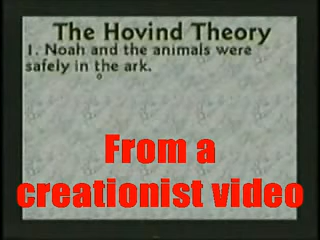 The Hovind Theory
1. Noah and the animals were
safely in the ark.
From a
creationist video